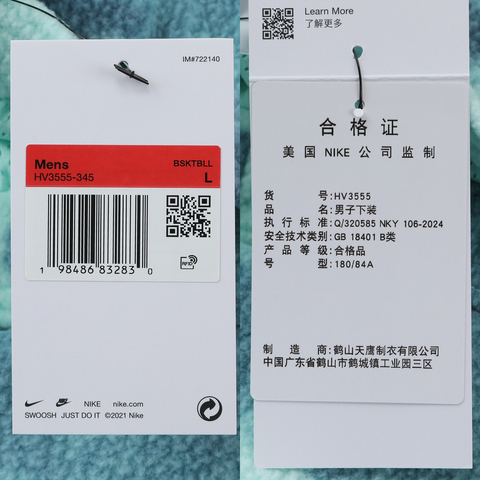 IM#722140
Mens
BSKTBLL
HV3555-345
L
1 98486 83283 0
RFID
NIKE nike.com
SWOOSH JUST DO IT ©2021 Nike
Learn More
了解更多
合格证
美国 NIKE 公司监制
货号:HV3555
品名:男子下装
执行标准:Q/320585 NKY 106-2024
安全技术类别:GB 18401 B类
产品等级:合格品
号型:180/84A
制造商:鹤山天鹰制衣有限公司
中国广东省鹤山市鹤城镇工业园三区